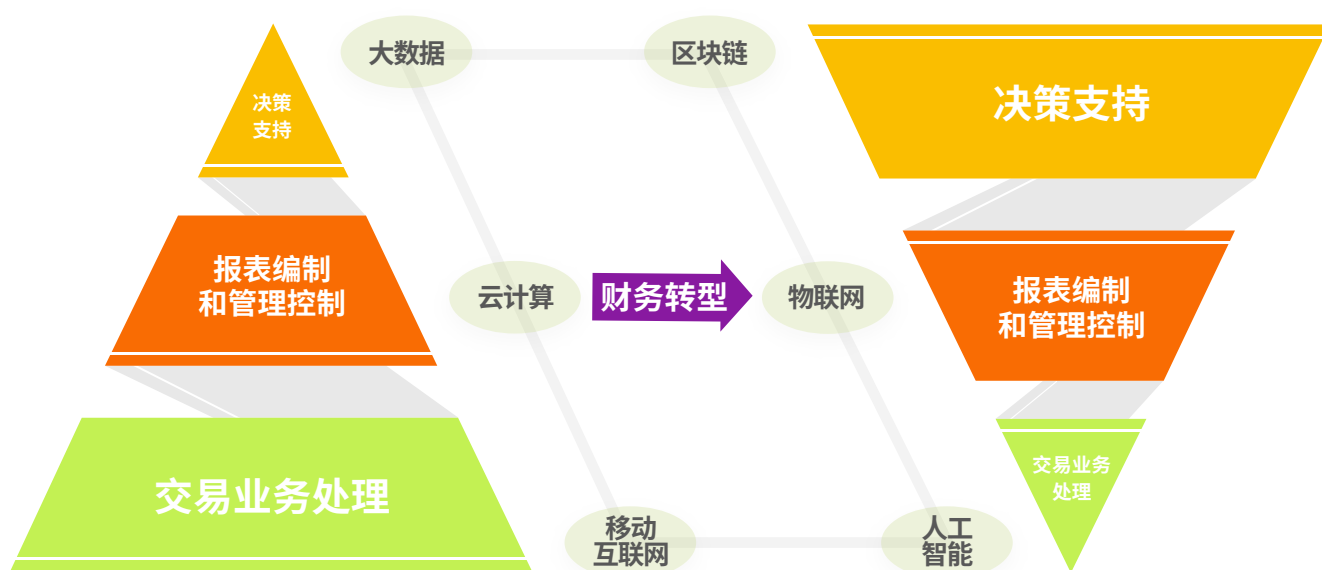 决策
支持
报表编制
和管理控制
交易业务处理
大数据
区块链
云计算
财务转型
物联网
移动
互联网
人工
智能
决策支持
报表编制
和管理控制
交易业务
处理